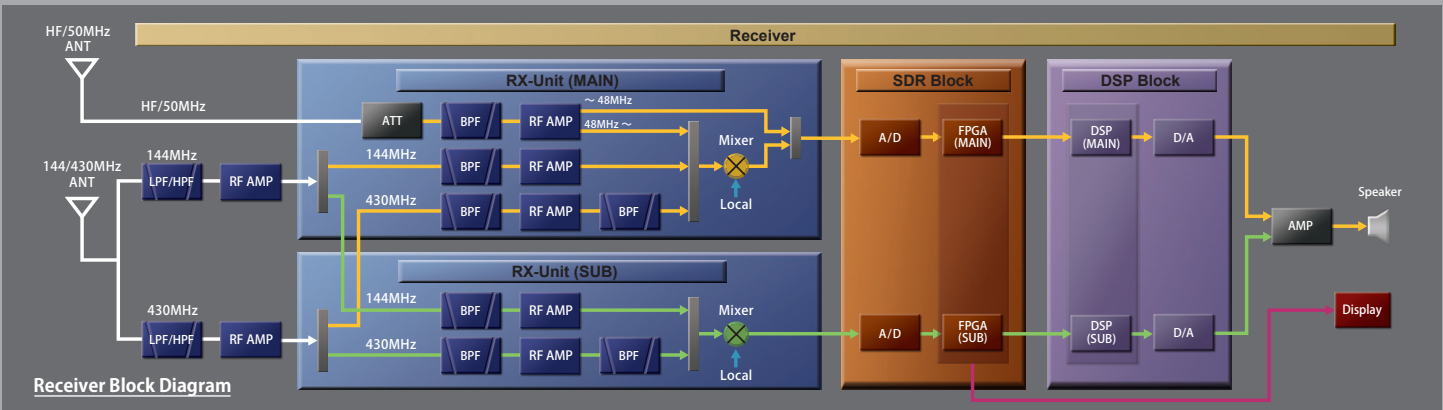 HF/50MHz
ANT
Receiver
RX-Unit (MAIN)
SDR Block
DSP Block
HF/50MHz
ATT
BPF
RF AMP
～ 48MHz
48MHz ～
Mixer
Local
A/D
FPGA
(MAIN)
DSP
(MAIN)
D/A
144/430MHz
ANT
144MHz
LPF/HPF
RF AMP
144MHz
BPF
RF AMP
430MHz
BPF
RF AMP
BPF
Speaker
AMP
RX-Unit (SUB)
430MHz
LPF/HPF
RF AMP
144MHz
BPF
RF AMP
430MHz
BPF
RF AMP
BPF
Mixer
Local
A/D
FPGA
(SUB)
DSP
(SUB)
D/A
Display
Receiver Block Diagram